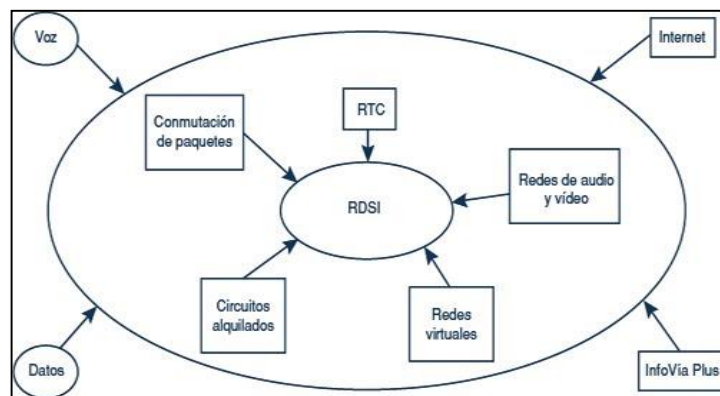 Voz
Internet
Conmutación
de paquetes
RTC
Redes de audio
y vídeo
RDSI
Circuitos
alquilados
Redes
virtuales
Datos
InfoVía Plus